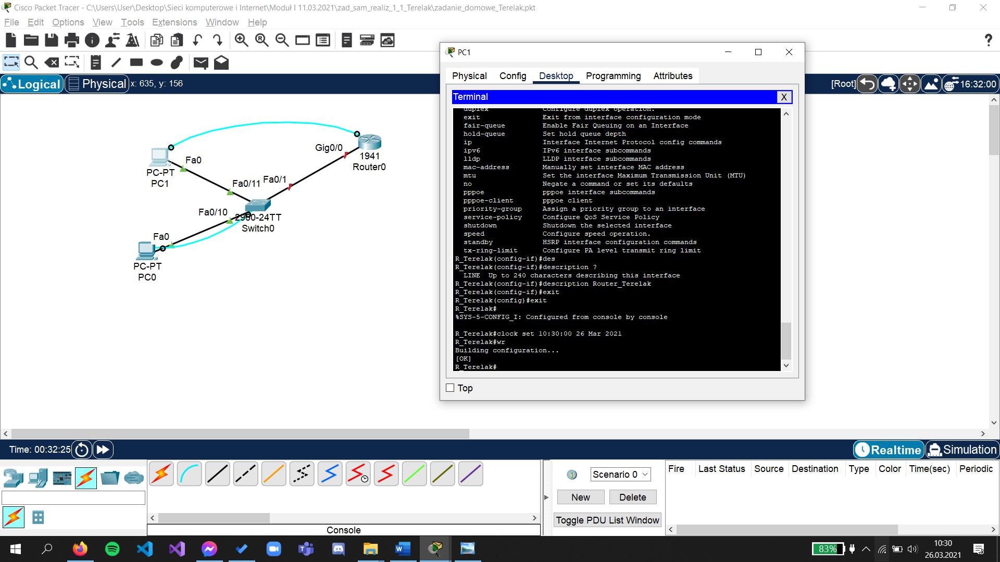 Cisco Packet Tracer - C:\Users\User\Desktop\Sieci komputerowe i Internet\Moduł I 11.03.2021\zad_sam_realiz_1_1_Terelak\zadanie_domowe_Terelak.pkt
File Edit Options View Tools Extensions Window Help
?
Logical Physical x: 635, y: 156
[Root] 16:32:00
Gig0/0
1941
Router0
Fa0
PC-PT
PC1
Fa0/11 Fa0/1
Fa0/10
2960-24TT
Switch0
Fa0
PC-PT
PC0
PC1
Physical Config Desktop Programming Attributes
Terminal X
duplex Configure duplex operation.
exit Exit from interface configuration mode
fair-queue Enable Fair Queuing on an Interface
hold-queue Set hold queue depth
ip Interface Internet Protocol config commands
ipv6 IPv6 interface subcommands
lldp LLDP interface subcommands
mac-address Manually set interface MAC address
mtu Set the interface Maximum Transmission Unit (MTU)
no Negate a command or set its defaults
pppoe pppoe interface subcommands
pppoe-client pppoe client
priority-group Assign a priority group to an interface
service-policy Configure QoS Service Policy
shutdown Shutdown the selected interface
speed Configure speed operation.
standby HSRP interface configuration commands
tx-ring-limit Configure PA level transmit ring limit
R_Terelak(config-if)#des
R_Terelak(config-if)#description ?
LINE Up to 240 characters describing this interface
R_Terelak(config-if)#description Router_Terelak
R_Terelak(config-if)#exit
R_Terelak(config)#exit
R_Terelak#
%SYS-5-CONFIG_I: Configured from console by console
R_Terelak#clock set 10:30:00 26 Mar 2021
R_Terelak#wr
Building configuration...
[OK]
R_Terelak#
Top
Time: 00:32:25
Realtime Simulation
Scenario 0
New Delete
Toggle PDU List Window
Fire Last Status Source Destination Type Color Time(sec) Periodic
Console
83%
10:30
26.03.2021